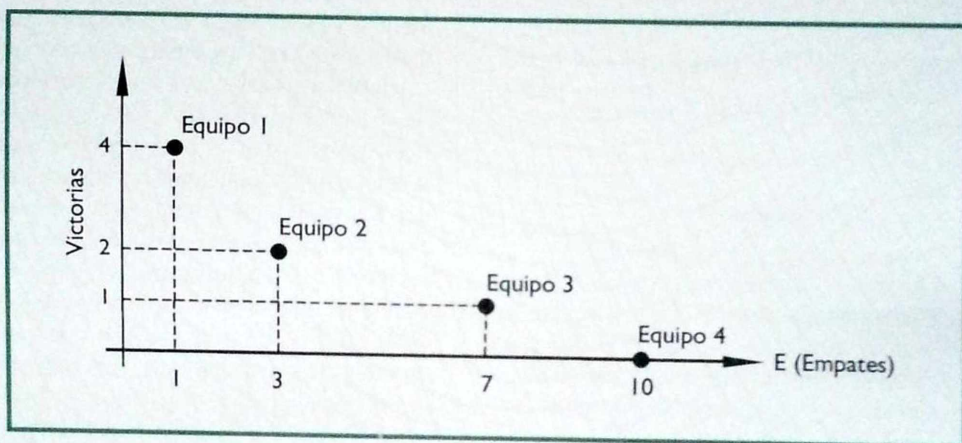 Equipo 1
4
Victorias
Equipo 2
2
Equipo 3
1
Equipo 4
E (Empates)
1
3
7
10